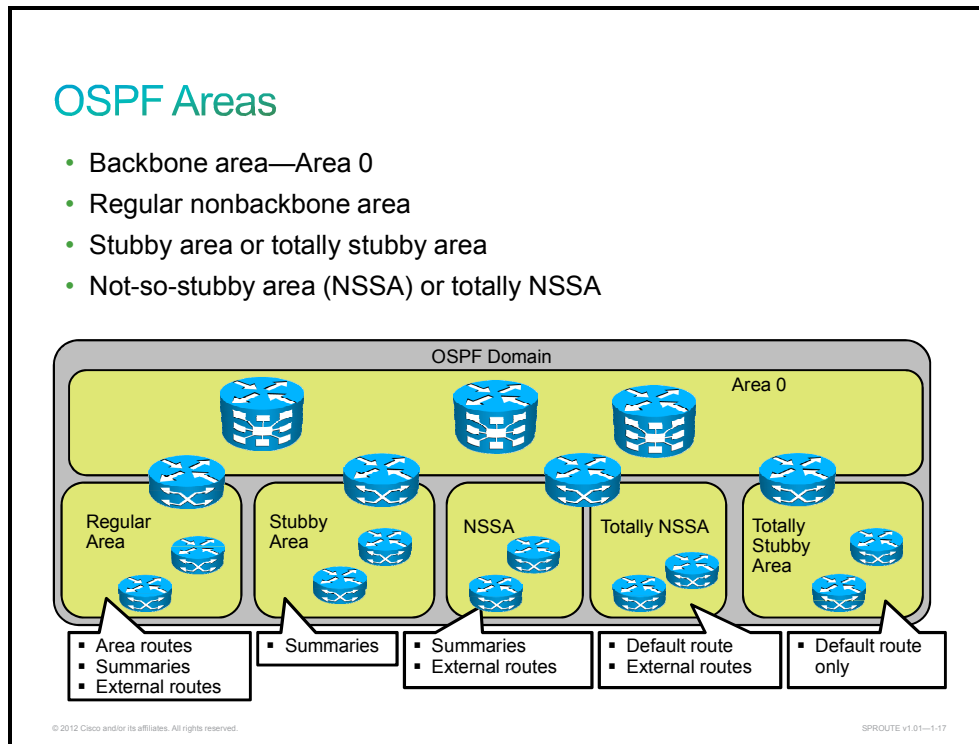 OSPF Areas
• Backbone area—Area 0
• Regular nonbackbone area
• Stubby area or totally stubby area
• Not-so-stubby area (NSSA) or totally NSSA
OSPF Domain
Area 0
Regular
Area
Stubby
Area
NSSA
Totally NSSA
Totally
Stubby
Area
▪ Area routes
▪ Summaries
▪ External routes
▪ Summaries
▪ Summaries
▪ External routes
▪ Default route
▪ External routes
▪ Default route
only
© 2012 Cisco and/or its affiliates. All rights reserved.
SPROUTE v1.01—1-17